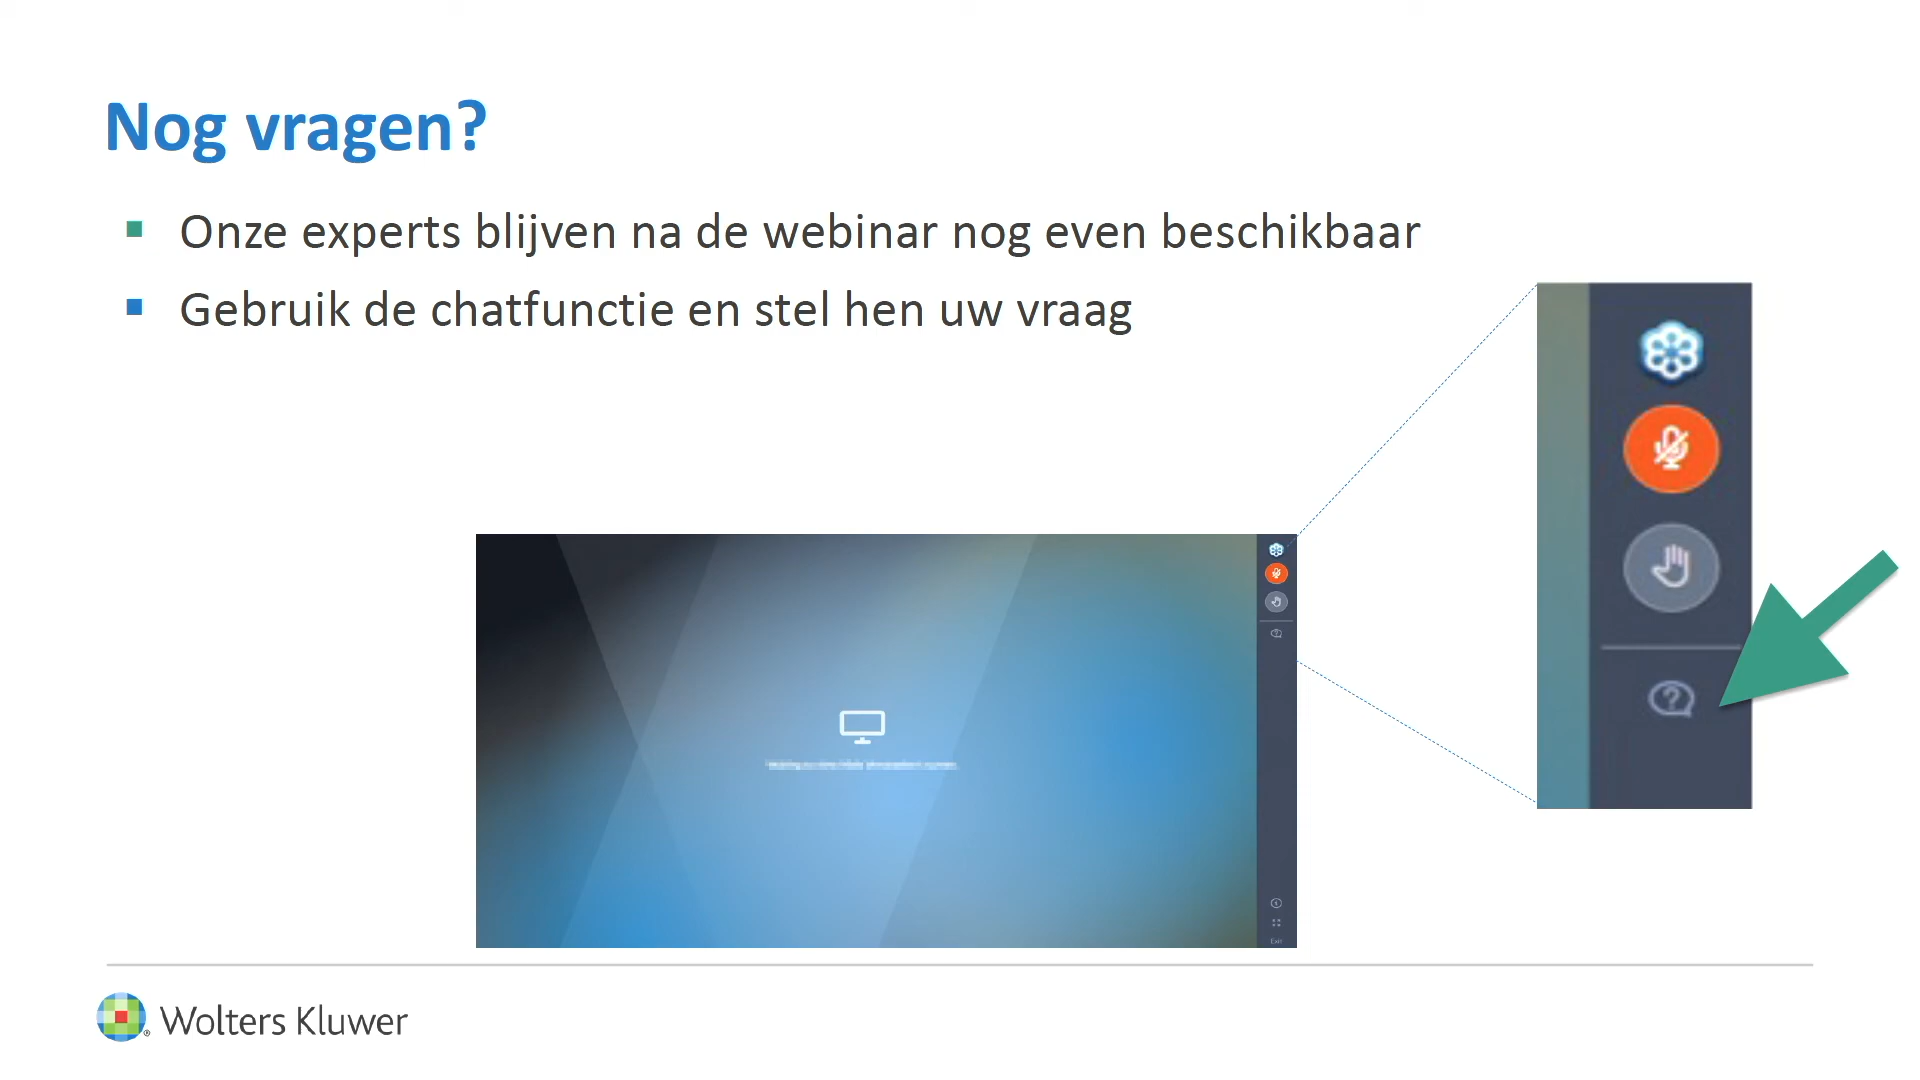 Nog vragen?
Onze experts blijven na de webinar nog even beschikbaar
Gebruik de chatfunctie en stel hen uw vraag
Exit
Wolters Kluwer